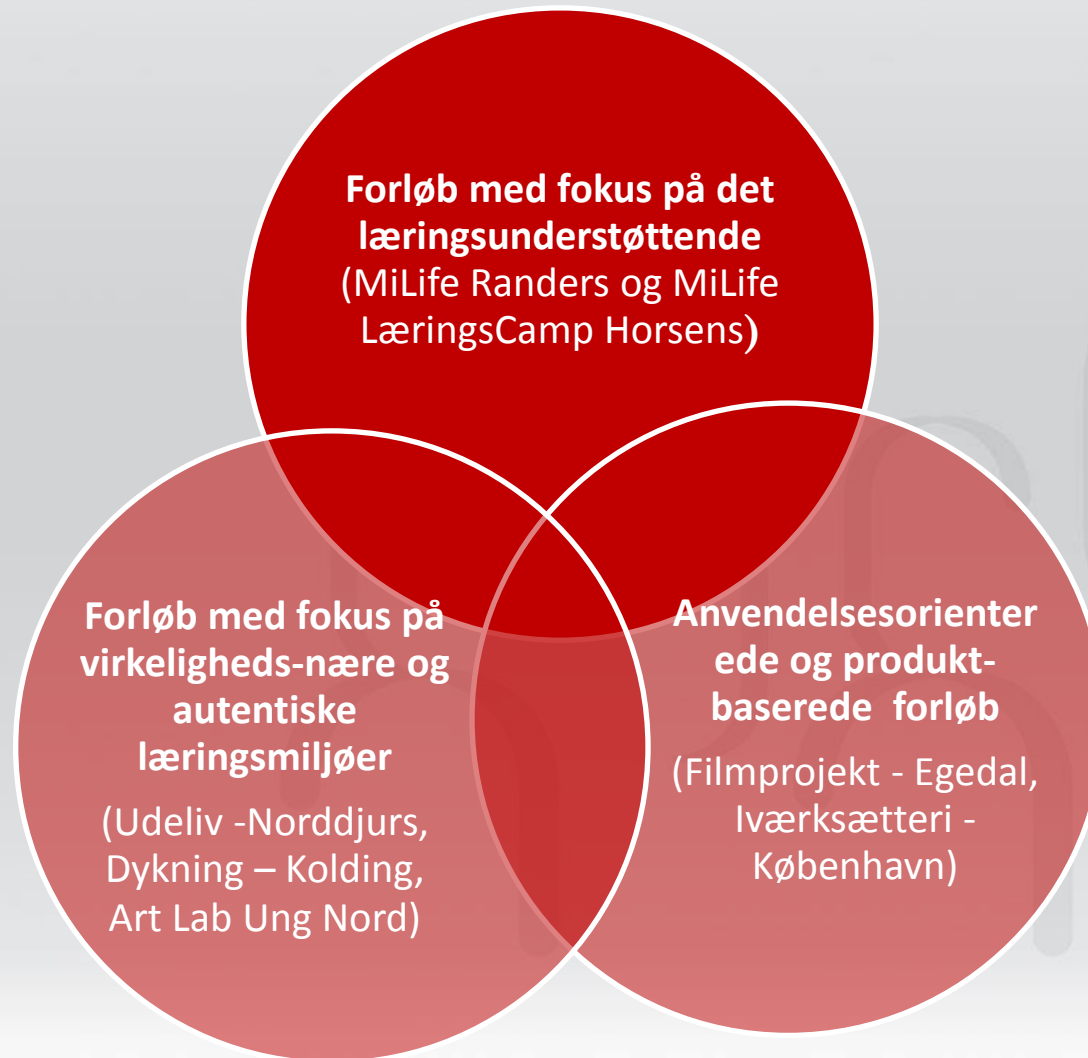 Forløb med fokus på det
læringsunderstøttende
(MiLife Randers og MiLife
LæringsCamp Horsens)
Forløb med fokus på
virkeligheds-nære og
autentiske
læringsmiljøer
(Udeliv -Norddjurs,
Dykning – Kolding,
Art Lab Ung Nord)
Anvendelsesorienter
ede og produkt-
baserede  forløb
(Filmprojekt - Egedal,
Iværksætteri -
København)